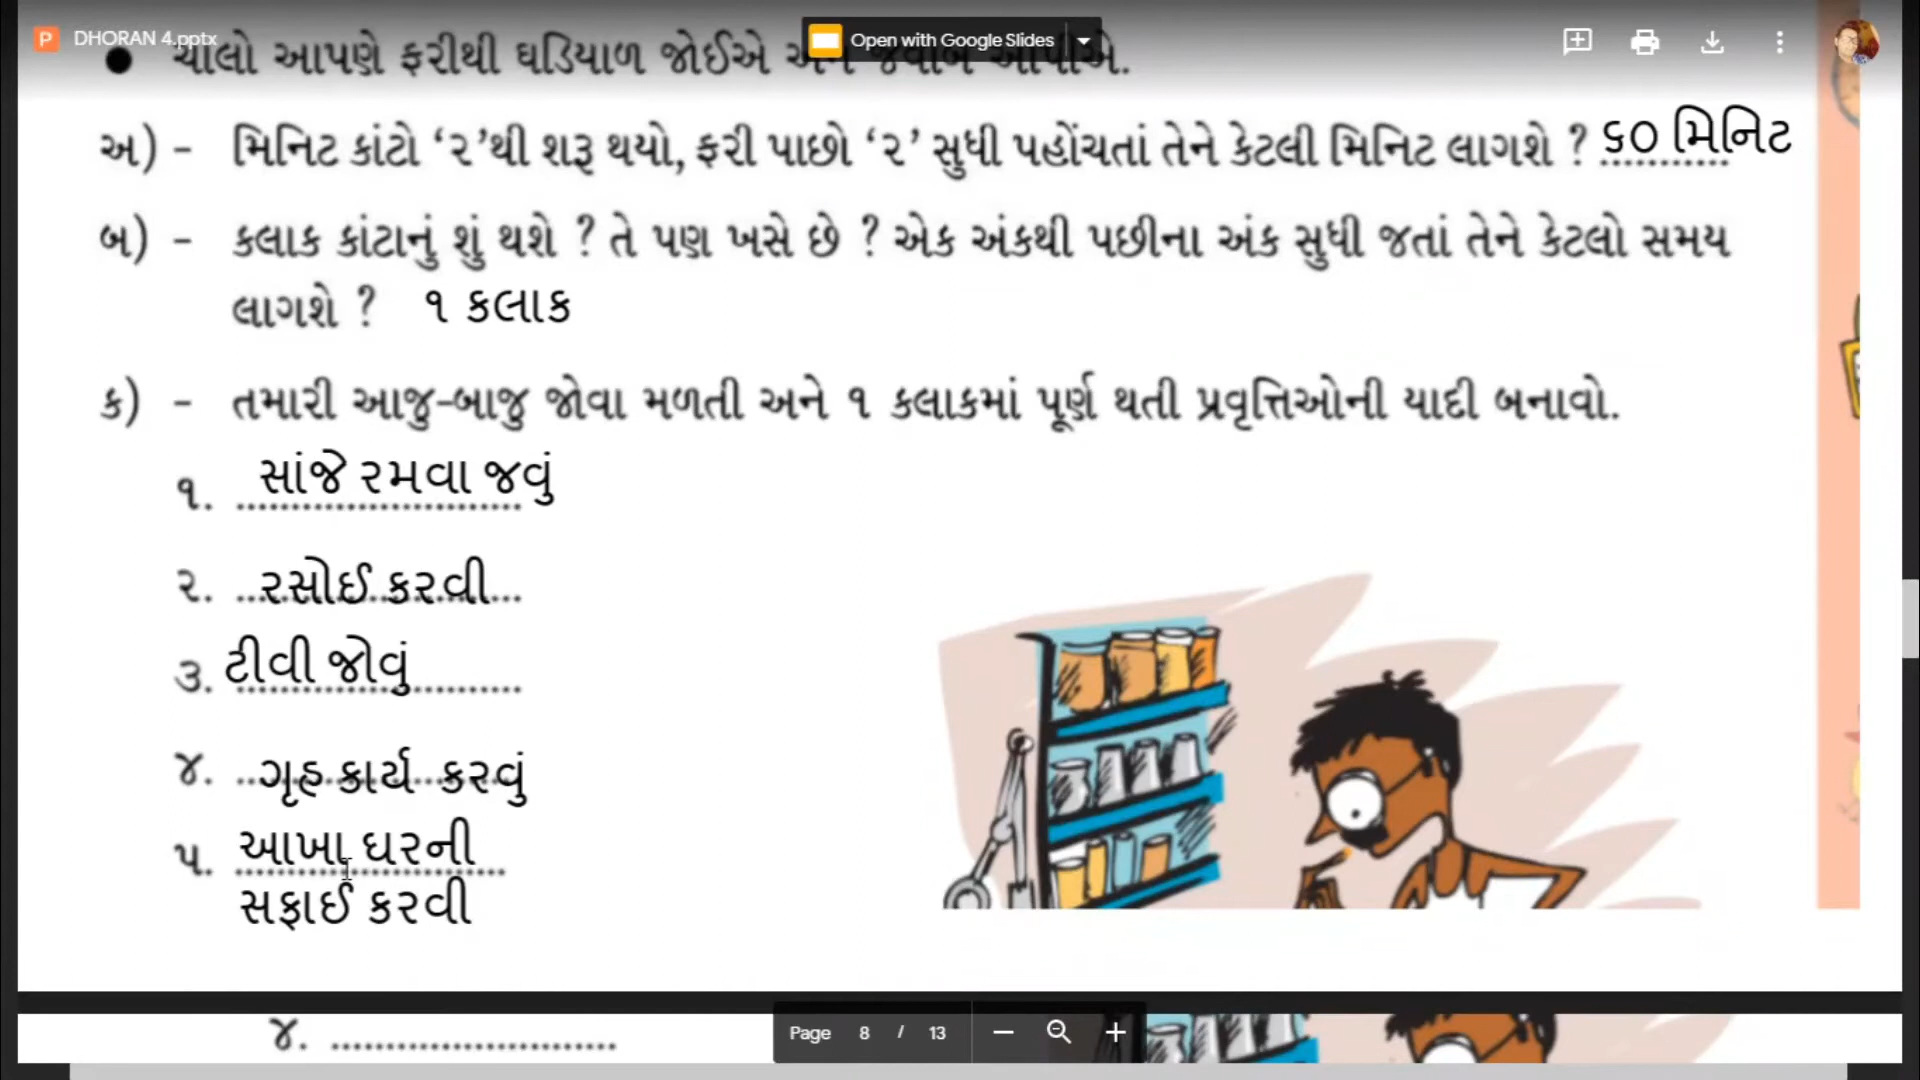 DHORAN 4.pptx
Open with Google Slides
ચાલો આપણે ફરીથી ઘડિયાળ જોઈએ અને જવાબ આપીએ.
અ) - મિનિટ કાંટો ‘૨’થી શરૂ થયો, ફરી પાછો ‘૨’ સુધી પહોંચતાં તેને કેટલી મિનિટ લાગશે ? ૬૦ મિનિટ
બ) - કલાક કાંટાનું શું થશે ? તે પણ ખસે છે ? એક અંકથી પછીના અંક સુધી જતાં તેને કેટલો સમય
લાગશે ? ૧ કલાક
ક) - તમારી આજુ-બાજુ જોવા મળતી અને ૧ કલાકમાં પૂર્ણ થતી પ્રવૃત્તિઓની યાદી બનાવો.
૧. સાંજે રમવા જવું
૨. રસોઈ કરવી
૩. ટીવી જોવું
૪. ગૃહ કાર્ય કરવું
૫. આખા ઘરની
સફાઈ કરવી
૪. ..........................
Page 8 / 13